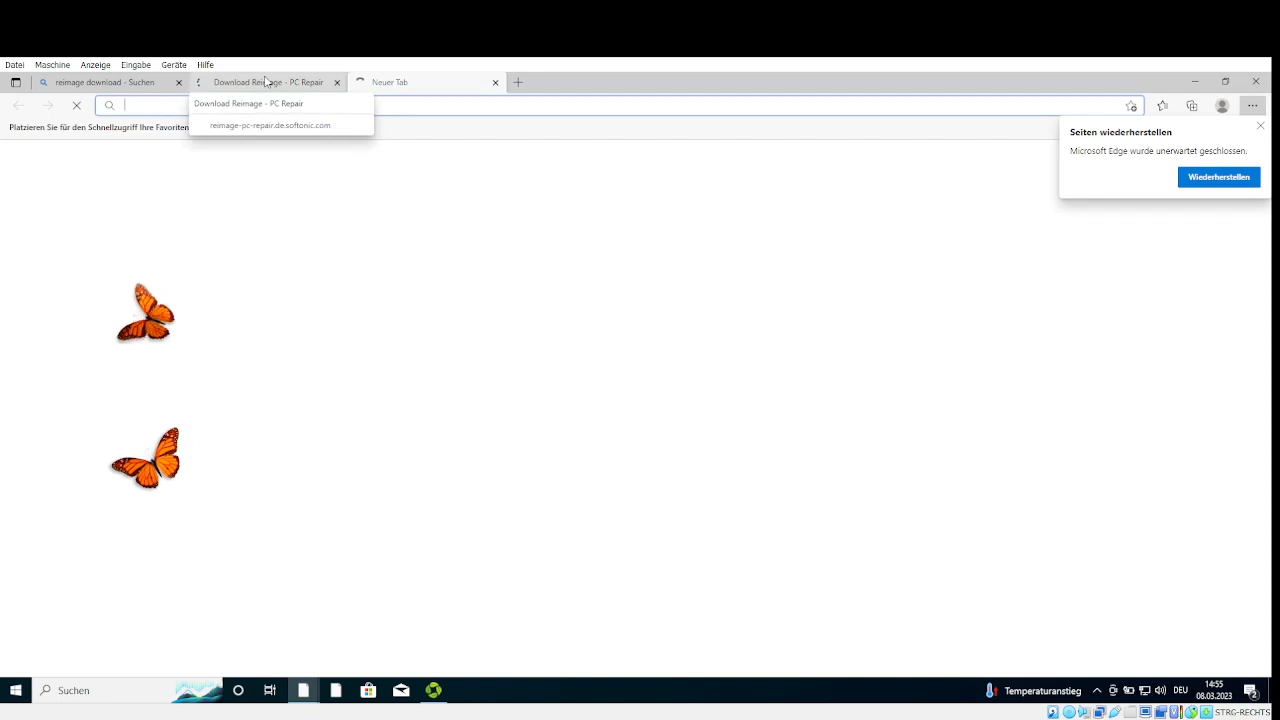 Datei Maschine Anzeige Eingabe Geräte Hilfe
reimage download - Suchen
Download Reimage - PC Repair
Neuer Tab
Download Reimage - PC Repair
reimage-pc-repair.de.softonic.com
Platzieren Sie für den Schnellzugriff Ihre Favoriten
Seiten wiederherstellen
Microsoft Edge wurde unerwartet geschlossen.
Wiederherstellen
Suchen
Temperaturanstieg
DEU
14:55
08.03.2023
2
STRG-RECHTS